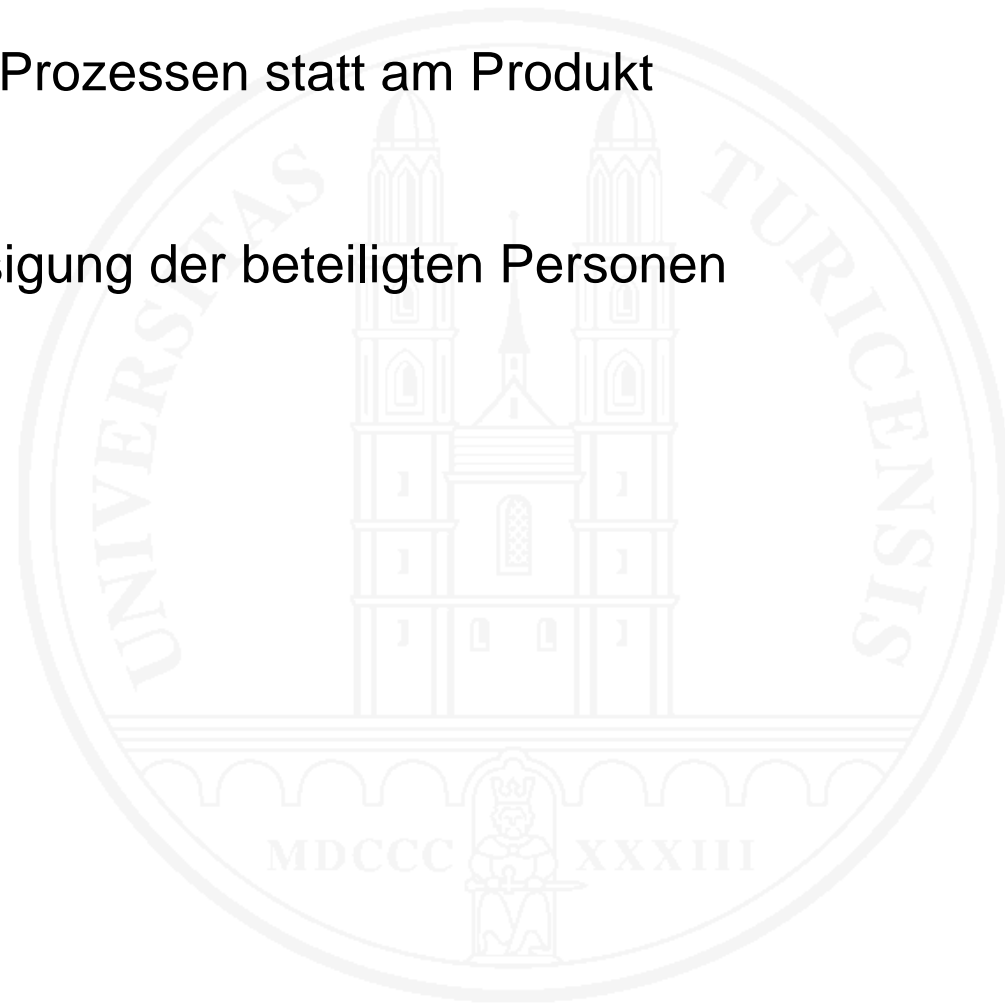 Prozessen statt am Produkt
sigung der beteiligten Personen
UNIVERSITAS TURICENSIS
MDCCC XXXIII